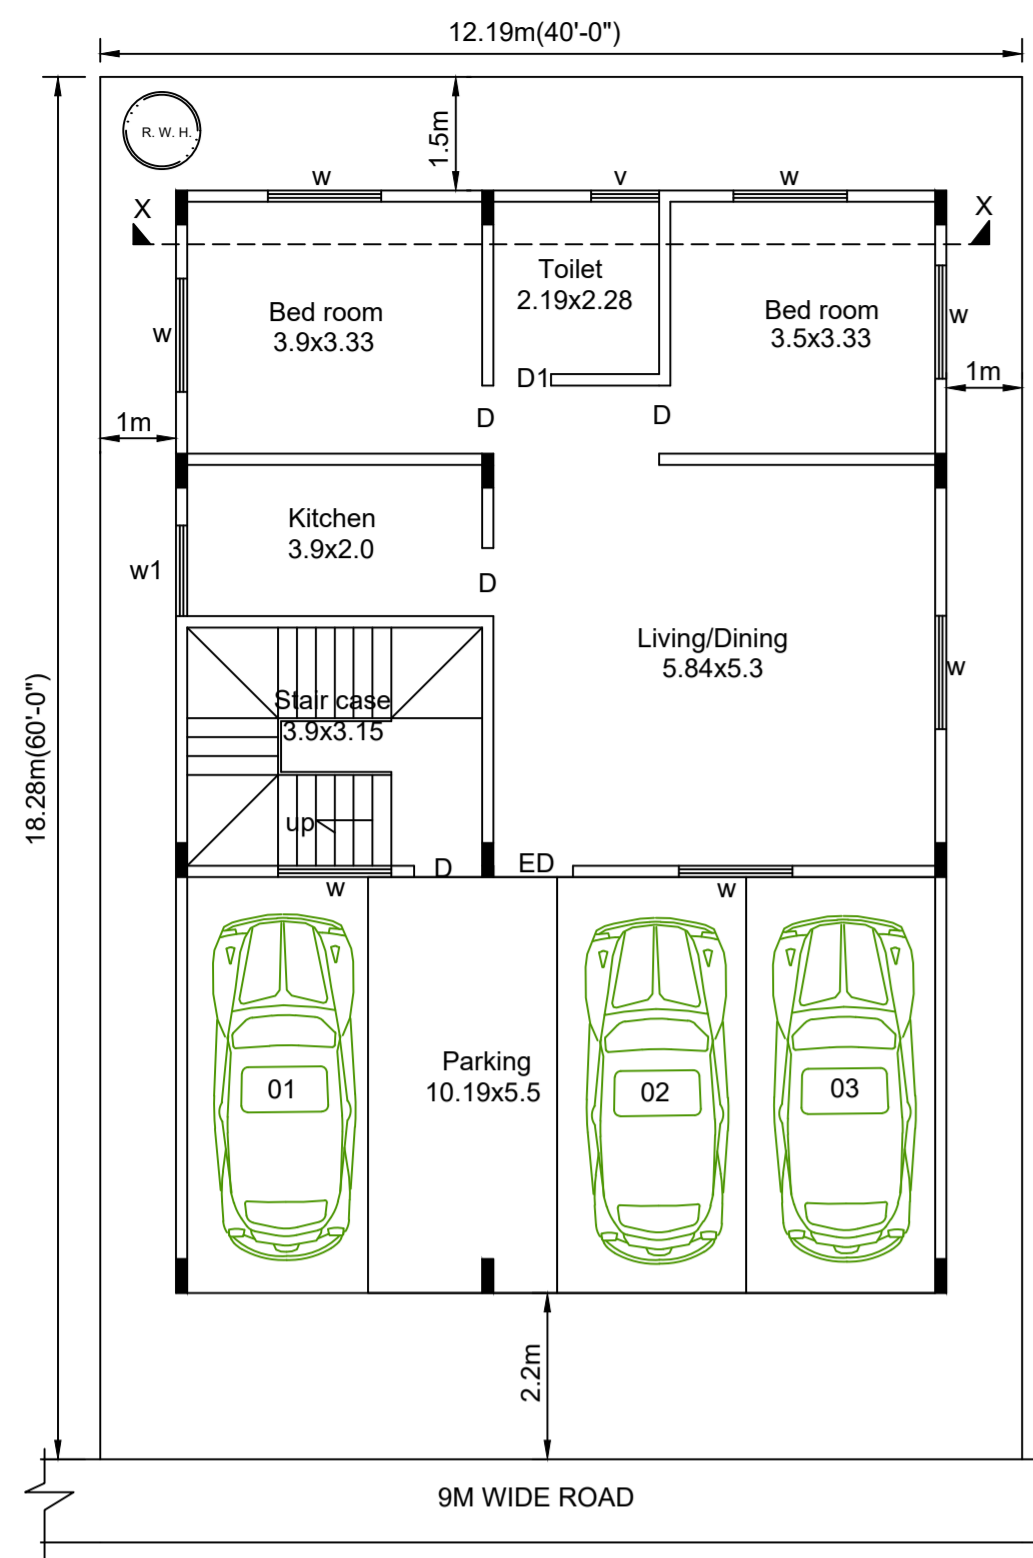 12.19m(40'-0")
R. W. H.
1.5m
w
v
w
X
X
Toilet
2.19x2.28
Bed room
3.9x3.33
Bed room
3.5x3.33
w
w
1m
D1
1m
D
D
Kitchen
3.9x2.0
w1
D
Living/Dining
5.84x5.3
w
Stair case
3.9x3.15
18.28m(60'-0")
up
D
ED
w
w
Parking
10.19x5.5
01
02
03
2.2m
9M WIDE ROAD